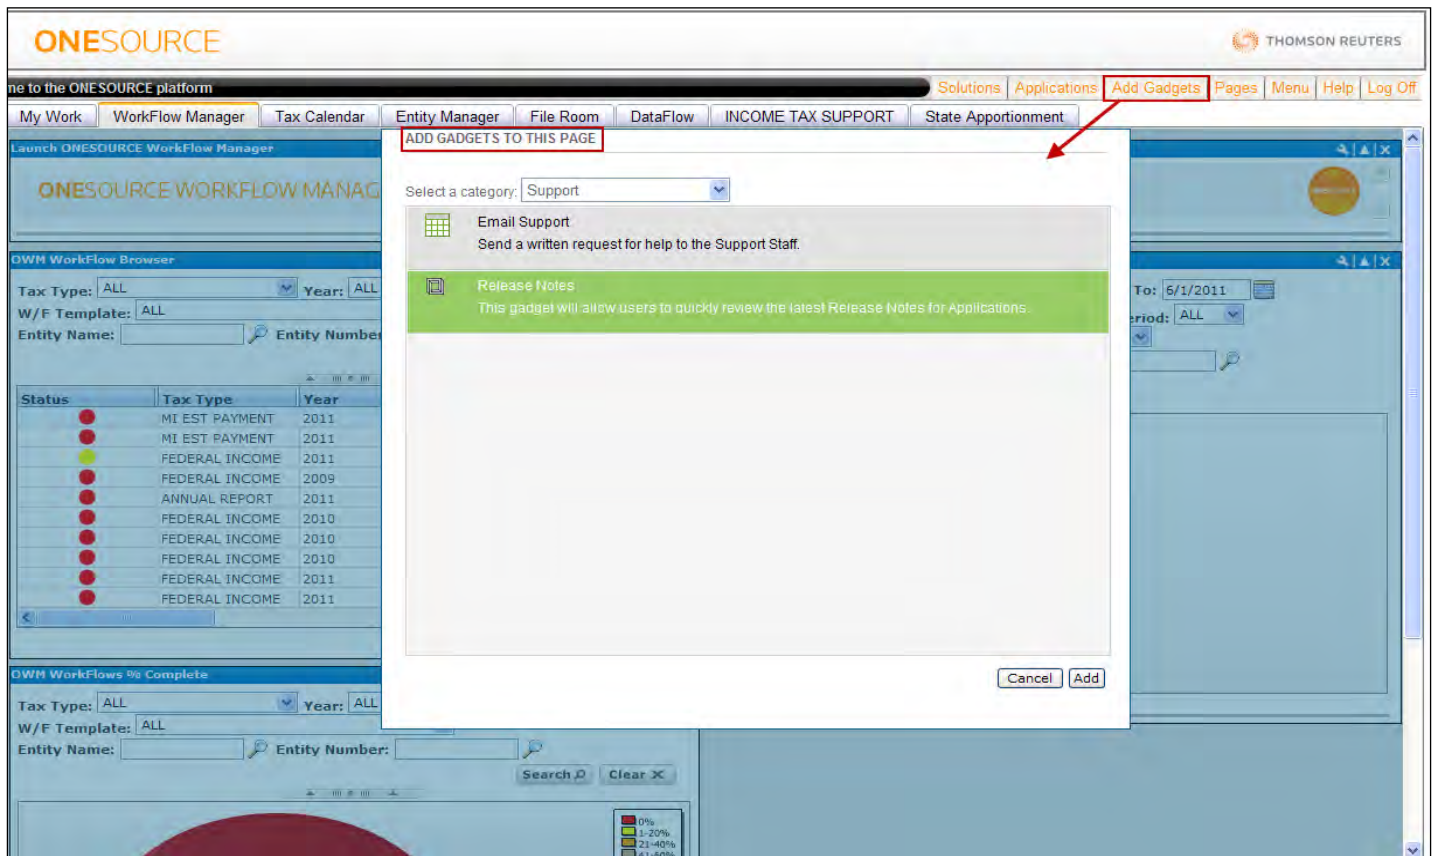 ONESOURCE
THOMSON REUTERS
me to the ONESOURCE platform
Solutions Applications Add Gadgets Pages Menu Help Log Off
My Work WorkFlow Manager Tax Calendar Entity Manager File Room DataFlow INCOME TAX SUPPORT State Apportionment
ADD GADGETS TO THIS PAGE
Launch ONESOURCE WorkFlow Manager
ONESOURCE WORKFLOW MANAG
Select a category: Support
Email Support
Send a written request for help to the Support Staff.
Release Notes
This gadget will allow users to quickly review the latest Release Notes for Applications.
OWM WorkFlow Browser
Tax Type: ALL Year: ALL
To: 6/1/2011
W/F Template: ALL
eriod: ALL
Entity Name: Entity Number
Status Tax Type Year
MI EST PAYMENT 2011
MI EST PAYMENT 2011
FEDERAL INCOME 2011
FEDERAL INCOME 2009
ANNUAL REPORT 2011
FEDERAL INCOME 2010
FEDERAL INCOME 2010
FEDERAL INCOME 2010
FEDERAL INCOME 2011
FEDERAL INCOME 2011
Cancel Add
OWM WorkFlows % Complete
Tax Type: ALL Year: ALL
W/F Template: ALL
Entity Name: Entity Number:
Search Clear
0%
1-20%
21-40%